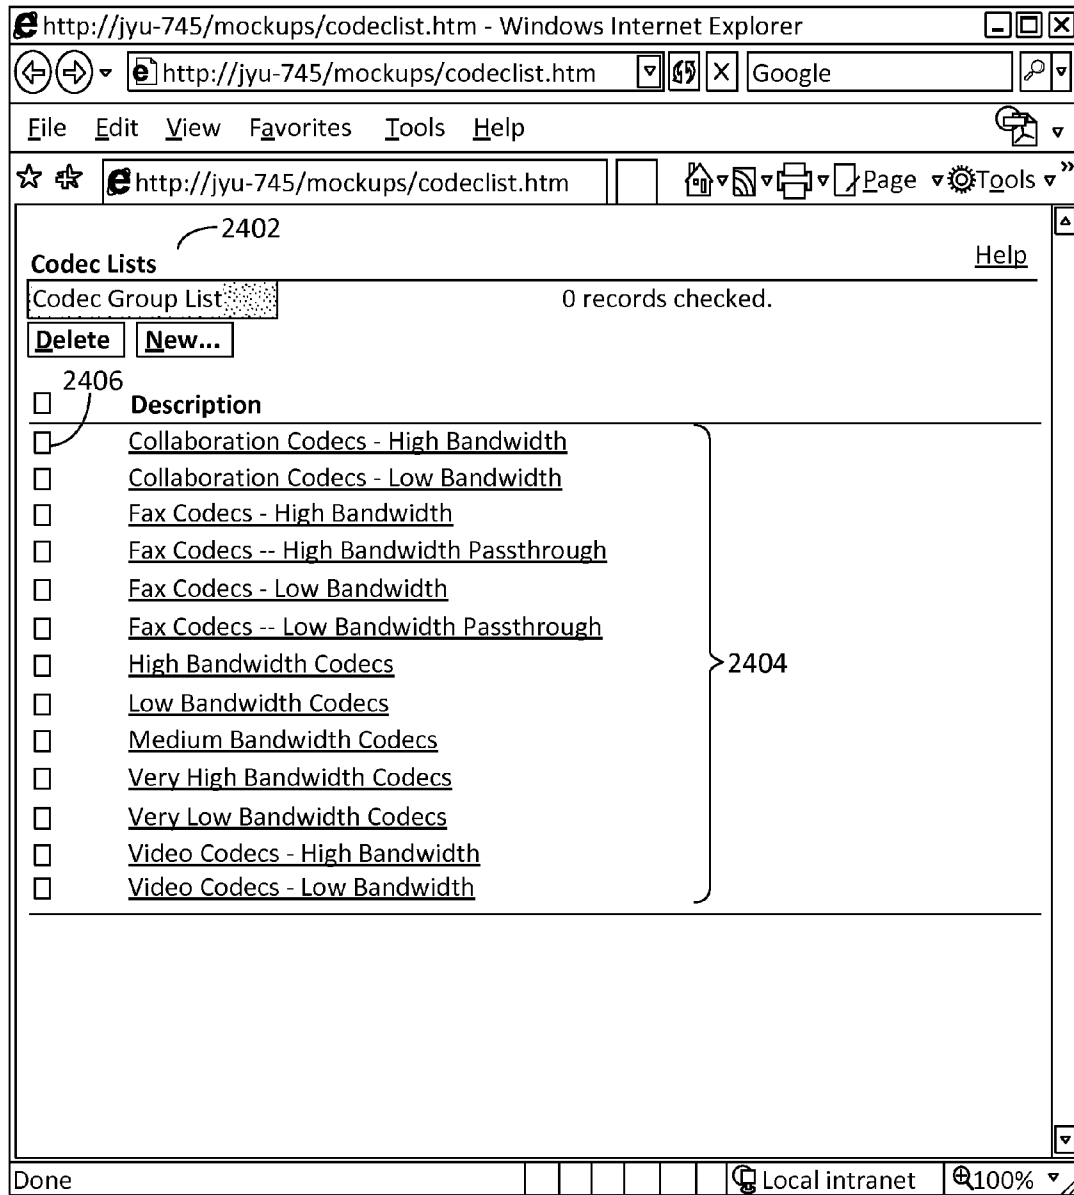 http://jyu-745/mockups/codeclist.htm - Windows Internet Explorer
http://jyu-745/mockups/codeclist.htm Google
File Edit View Favorites Tools Help
http://jyu-745/mockups/codeclist.htm Page Tools »
2402
Codec Lists Help
Codec Group List 0 records checked.
Delete New...
2406
Description
Collaboration Codecs - High Bandwidth
Collaboration Codecs - Low Bandwidth
Fax Codecs - High Bandwidth
Fax Codecs -- High Bandwidth Passthrough
Fax Codecs - Low Bandwidth
Fax Codecs -- Low Bandwidth Passthrough
High Bandwidth Codecs 2404
Low Bandwidth Codecs
Medium Bandwidth Codecs
Very High Bandwidth Codecs
Very Low Bandwidth Codecs
Video Codecs - High Bandwidth
Video Codecs - Low Bandwidth
Done Local intranet 100%